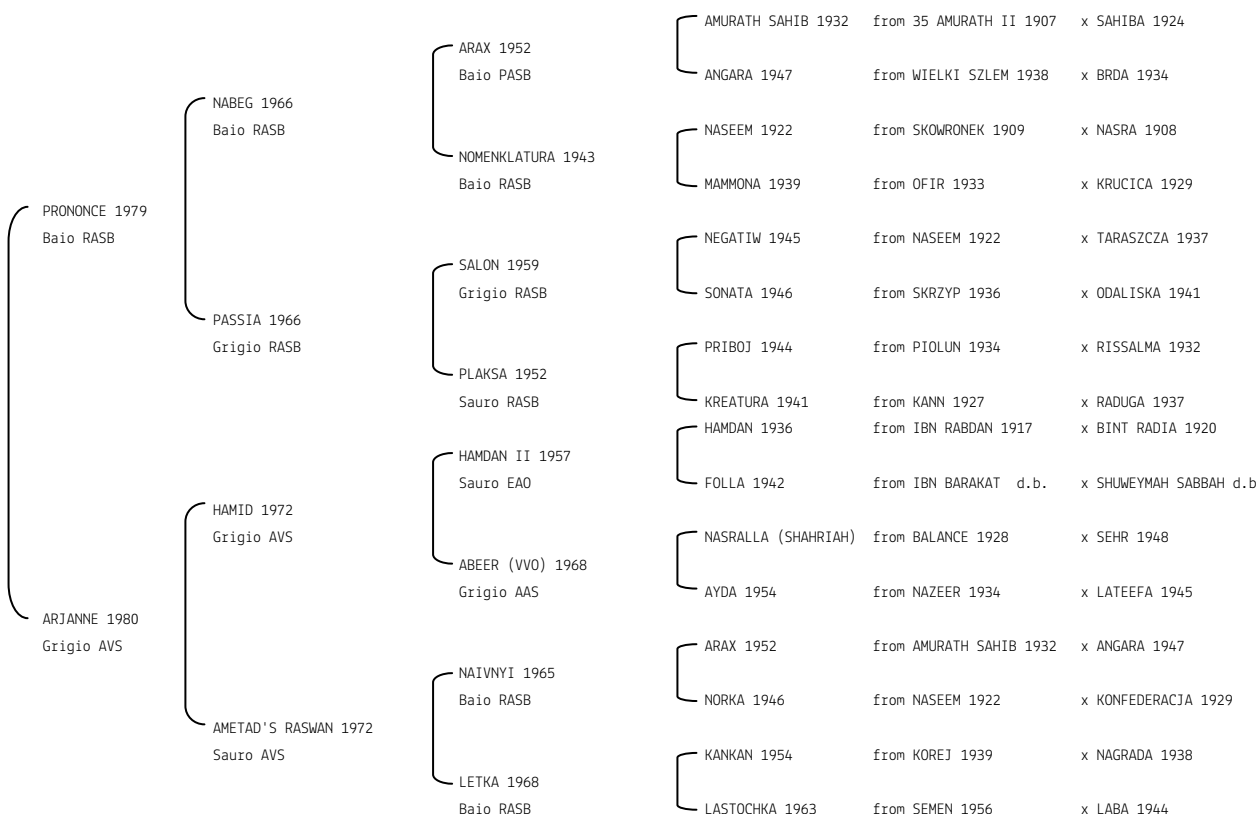 AMURATH SAHIB 1932 from 35 AMURATH II 1907 x SAHIBA 1924
ARAX 1952
Baio PASB
ANGARA 1947 from WIELKI SZLEM 1938 x BRDA 1934
NABEG 1966
Baio RASB
NASEEM 1922 from SKOWRONEK 1909 x NASRA 1908
NOMENKLATURA 1943
Baio RASB
MAMMONA 1939 from OFIR 1933 x KRUCICA 1929
PRONONCE 1979
Baio RASB
NEGATIW 1945 from NASEEM 1922 x TARASZCZA 1937
SALON 1959
Grigio RASB
SONATA 1946 from SKRZYP 1936 x ODALISKA 1941
PASSIA 1966
Grigio RASB
PRIBOJ 1944 from PIOLUN 1934 x RISSALMA 1932
PLAKSA 1952
Sauro RASB
KREATURA 1941 from KANN 1927 x RADUGA 1937
HAMDAN 1936 from IBN RABDAN 1917 x BINT RADIA 1920
HAMDAN II 1957
Sauro EAO
FOLLA 1942 from IBN BARAKAT d.b. x SHUWEYMAH SABBAH d.b
HAMID 1972
Grigio AVS
NASRALLA (SHAHRIAH) from BALANCE 1928 x SEHR 1948
ABEER (VVO) 1968
Grigio AAS
AYDA 1954 from NAZEER 1934 x LATEEFA 1945
ARJANNE 1980
Grigio AVS
ARAX 1952 from AMURATH SAHIB 1932 x ANGARA 1947
NAIVNYI 1965
Baio RASB
NORKA 1946 from NASEEM 1922 x KONFEDERACJA 1929
AMETAD'S RASWAN 1972
Sauro AVS
KANKAN 1954 from KOREJ 1939 x NAGRADA 1938
LETKA 1968
Baio RASB
LASTOCHKA 1963 from SEMEN 1956 x LABA 1944